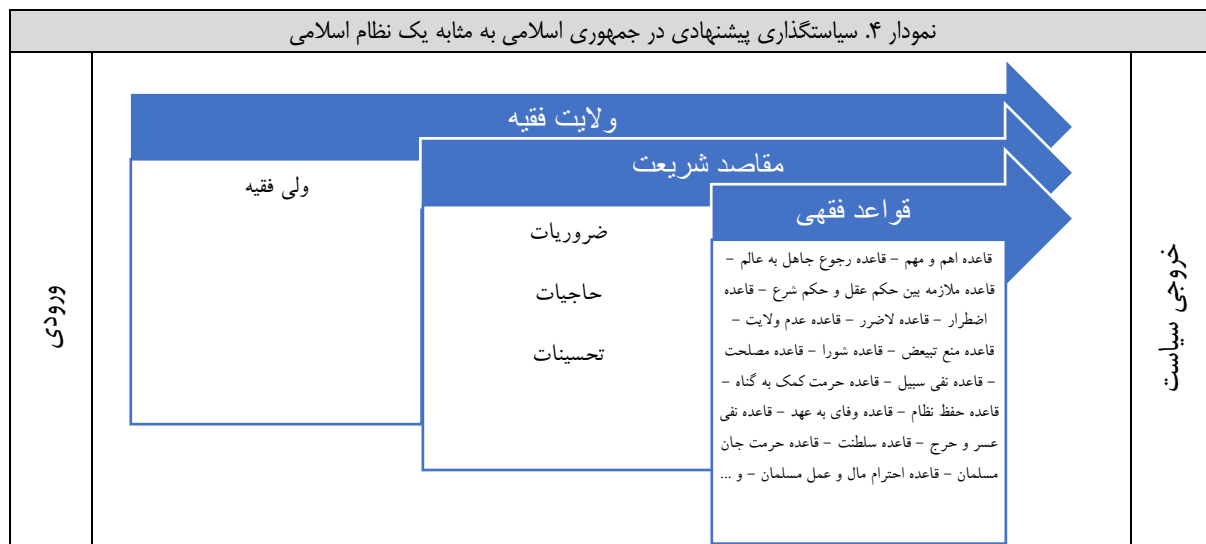 نمودار ۴. سیاستگذاری پیشنهادی در جمهوری اسلامی به مثابه یک نظام اسلامی
ورودی
ولایت فقیه
ولی فقیه
مقاصد شریعت
ضروریات
حاجیات
تحسینات
قواعد فقهی
قاعده اهم و مهم – قاعده رجوع جاهل به عالم –
قاعده ملازمه بین حکم عقل و حکم شرع – قاعده
اضطرار – قاعده لاضرر – قاعده عدم ولایت –
قاعده منع تبیعض – قاعده شورا – قاعده مصلحت
– قاعده نفی سبیل – قاعده حرمت کمک به گناه –
قاعده حفظ نظام – قاعده وفای به عهد – قاعده نفی
عسر و حرج – قاعده سلطنت – قاعده حرمت جان
مسلمان – قاعده احترام مال و عمل مسلمان – و ...
خروجی سیاست